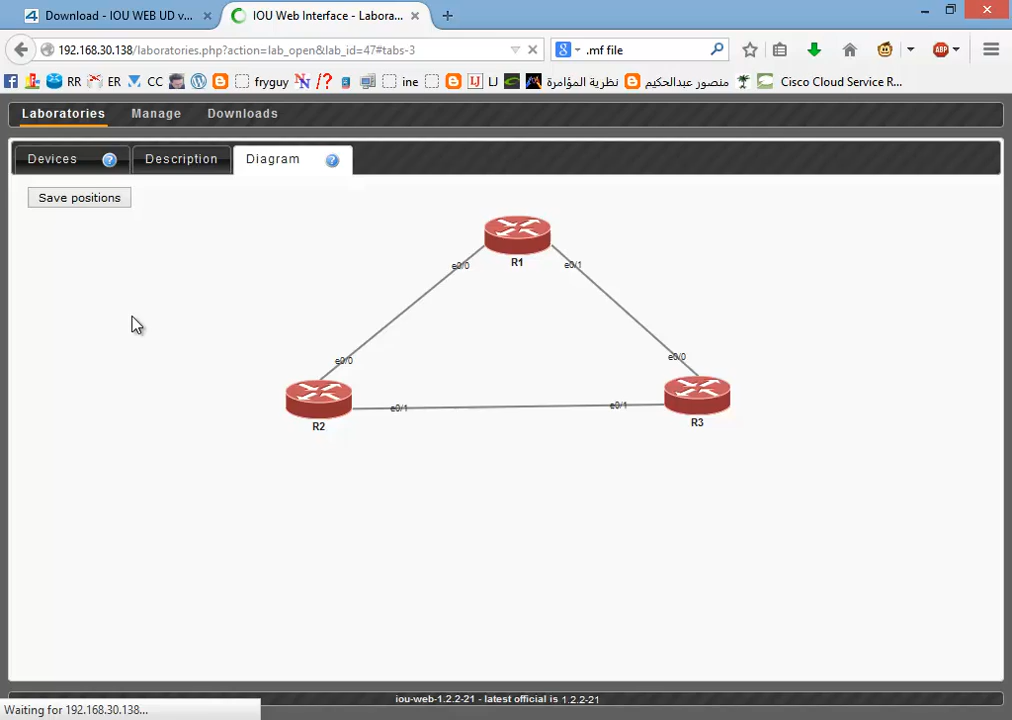 Download - IOU WEB UD v...
IOU Web Interface - Labora...
192.168.30.138/laboratories.php?action=lab_open&lab_id=47#tabs-3
.mf file
RR ER CC fryguy ine LJ نظرية المؤامرة منصور عبدالحكيم Cisco Cloud Service R...
Laboratories Manage Downloads
Devices Description Diagram
Save positions
R1
e0/0 e0/1
e0/0 e0/0
R2 e0/1 e0/1 R3
iou-web-1.2.2-21 - latest official is 1.2.2-21
Waiting for 192.168.30.138...